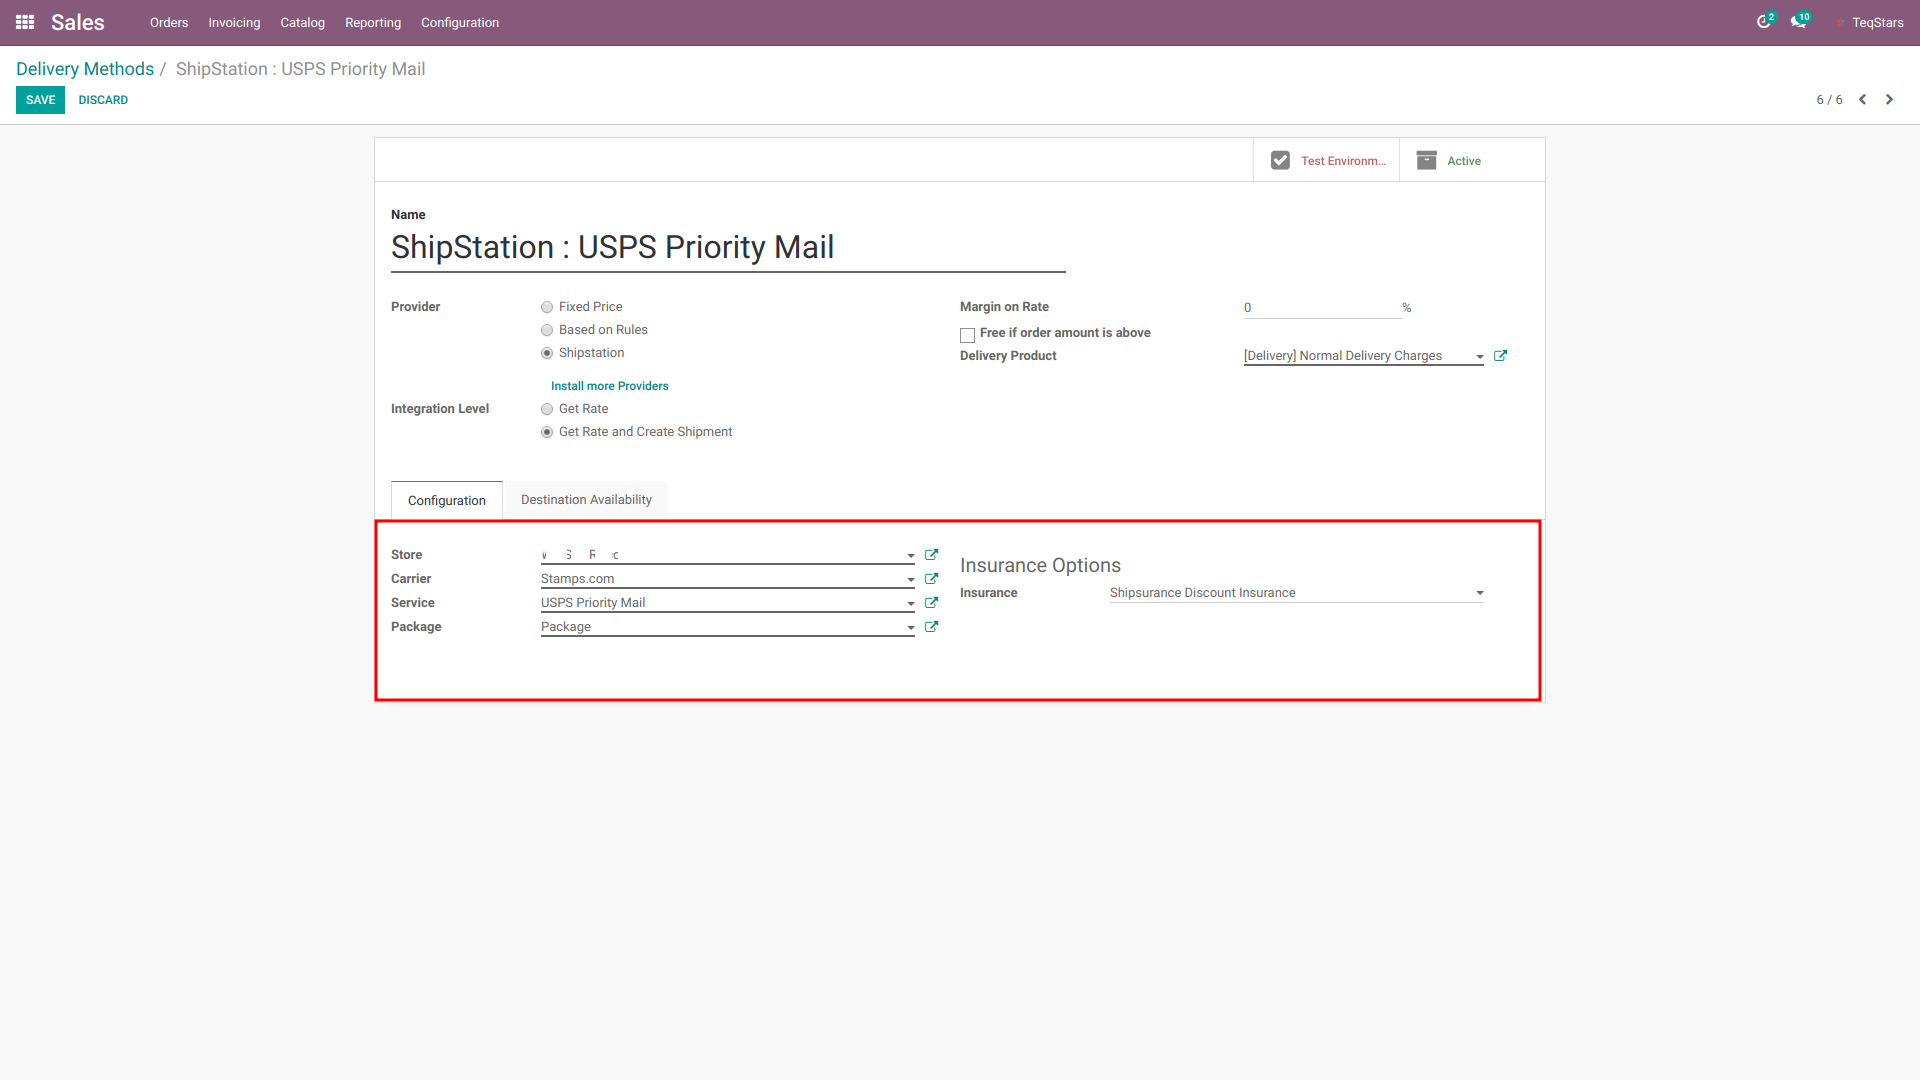 Sales Orders Invoicing Catalog Reporting Configuration 2 10 TeqStars
Delivery Methods / ShipStation : USPS Priority Mail
SAVE DISCARD 6 / 6
Test Environm... Active
Name
ShipStation : USPS Priority Mail
Provider Fixed Price Margin on Rate 0 %
Based on Rules Free if order amount is above
Shipstation Delivery Product [Delivery] Normal Delivery Charges
Install more Providers
Integration Level Get Rate
Get Rate and Create Shipment
Configuration Destination Availability
Store
Carrier Stamps.com Insurance Options
Service USPS Priority Mail Insurance Shipsurance Discount Insurance
Package Package